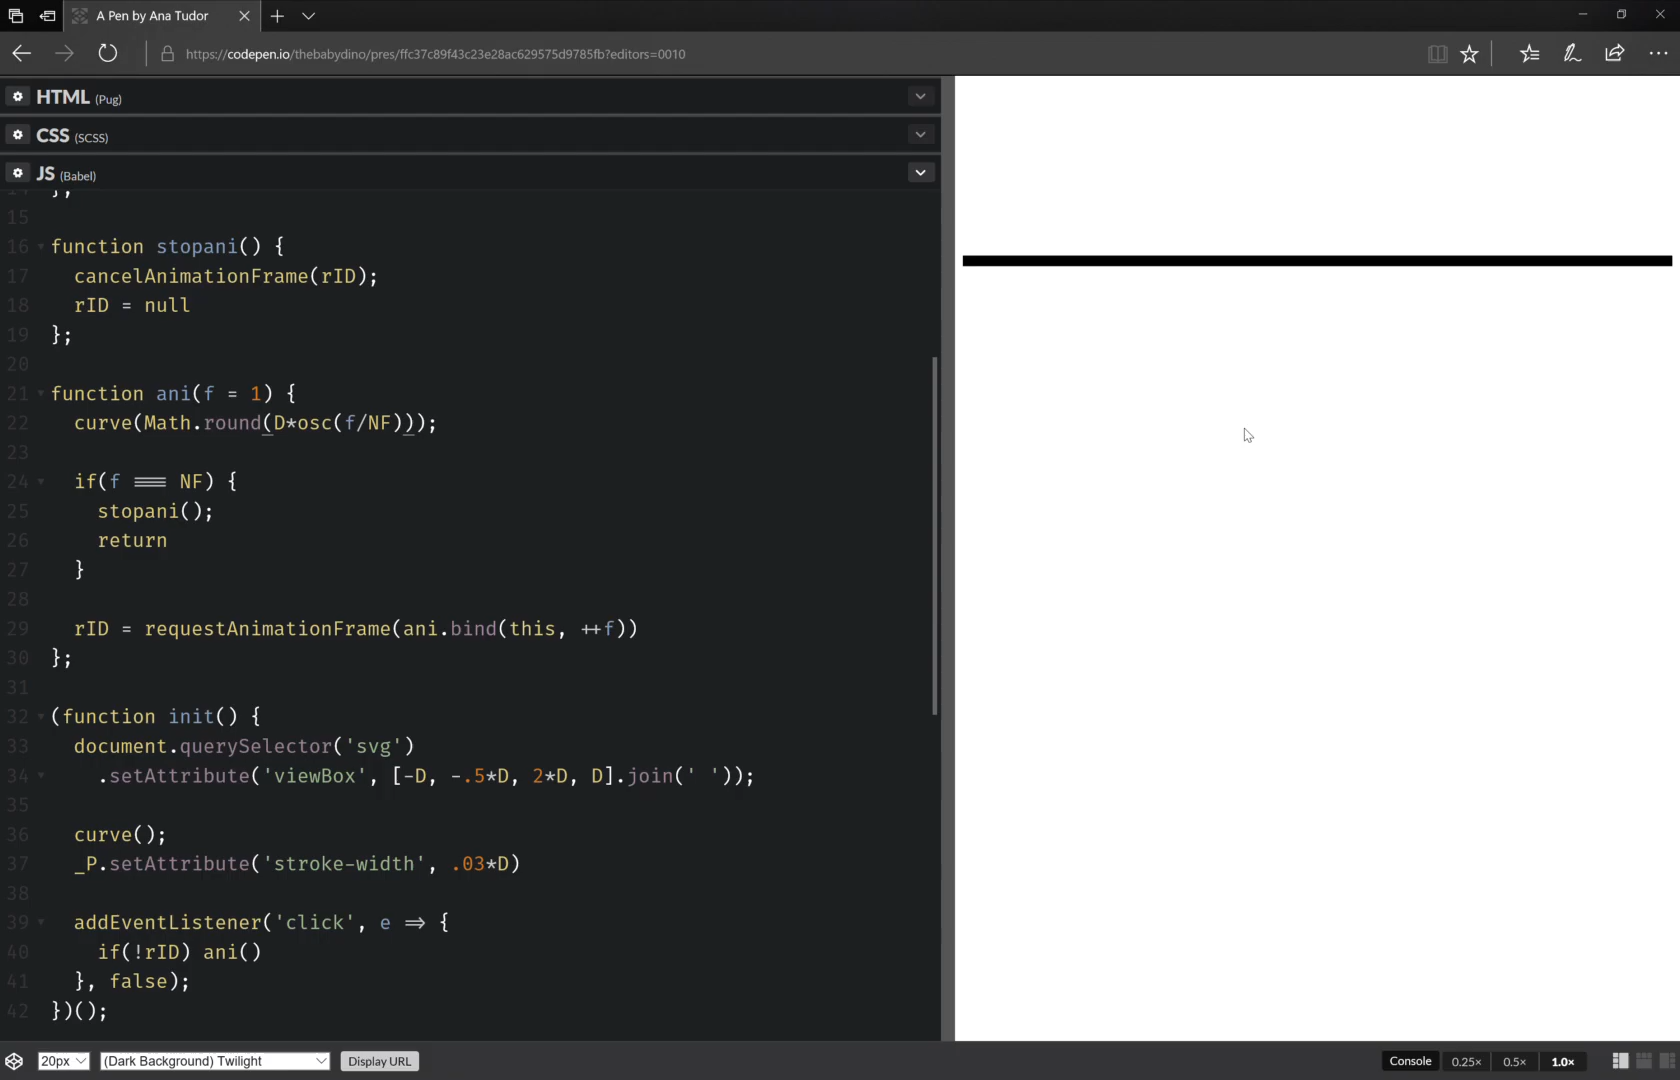 A Pen by Ana Tudor
https://codepen.io/thebabydino/pres/ffc37c89f43c23e28ac629575d9785fb?editors=0010
HTML (Pug)
CSS (SCSS)
JS (Babel)
14 };
15
16 function stopani() {
17 cancelAnimationFrame(rID);
18 rID = null
19 };
20
21 function ani(f = 1) {
22 curve(Math.round(D*osc(f/NF)));
23
24 if(f === NF) {
25 stopani();
26 return
27 }
28
29 rID = requestAnimationFrame(ani.bind(this, ++f))
30 };
31
32 (function init() {
33 document.querySelector('svg')
34 .setAttribute('viewBox', [-D, -.5*D, 2*D, D].join(' '));
35
36 curve();
37 _P.setAttribute('stroke-width', .03*D)
38
39 addEventListener('click', e => {
40 if(!rID) ani()
41 }, false);
42 })();
20px (Dark Background) Twilight Display URL Console 0.25× 0.5× 1.0×